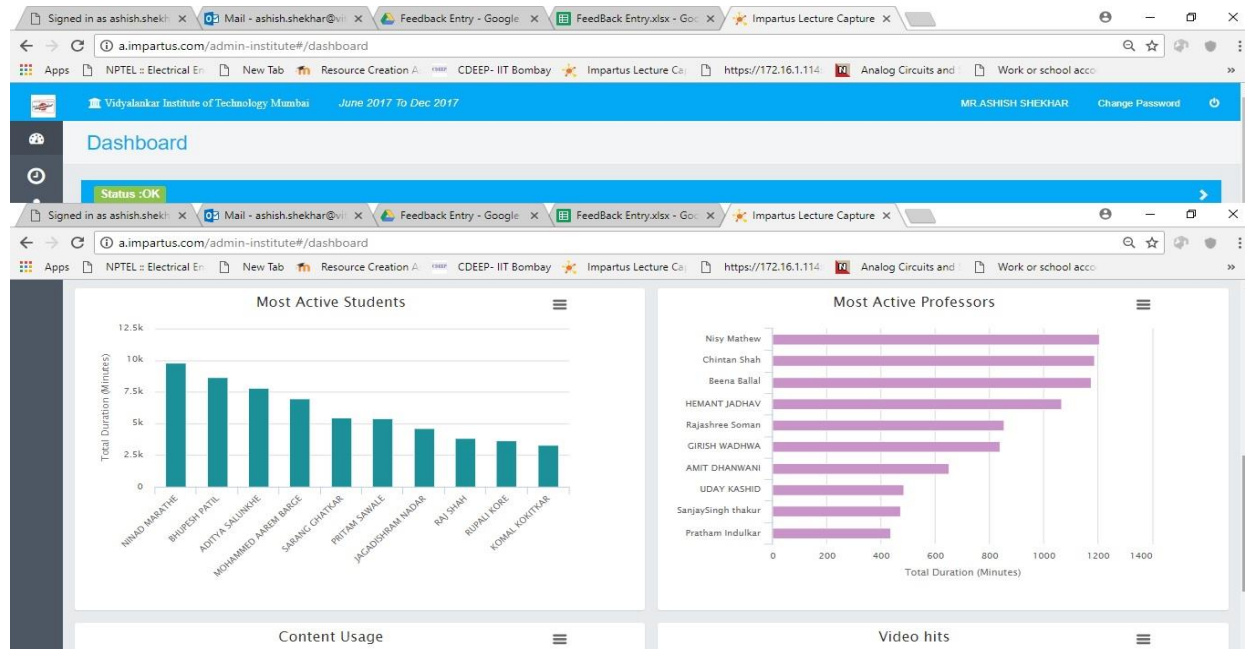 Signed in as ashish.shekh Mail - ashish.shekhar@vit Feedback Entry - Google FeedBack Entry.xlsx - Goo Impartus Lecture Capture
a.impartus.com/admin-institute#/dashboard
Apps NPTEL :: Electrical En New Tab Resource Creation A CDEEP- IIT Bombay Impartus Lecture Ca https://172.16.1.114: Analog Circuits and Work or school acco
Vidyalankar Institute of Technology Mumbai June 2017 To Dec 2017 MR.ASHISH SHEKHAR Change Password
Dashboard
Status :OK
Signed in as ashish.shekh Mail - ashish.shekhar@vit Feedback Entry - Google FeedBack Entry.xlsx - Goo Impartus Lecture Capture
a.impartus.com/admin-institute#/dashboard
Apps NPTEL :: Electrical En New Tab Resource Creation A CDEEP- IIT Bombay Impartus Lecture Ca https://172.16.1.114: Analog Circuits and Work or school acco
Most Active Students
Total Duration (Minutes)
12.5k
10k
7.5k
5k
2.5k
0
NINAD MARATHE
BHUPESH PATIL
ADITYA SALUNKHE
MOHAMMED AAREM BARGE
SARANG GHATKAR
PRITAM SAWALE
JAGADISHRAM NADAR
RAJ SHAH
RUPALI KORE
KOMAL KOKITKAR
Most Active Professors
Nisy Mathew
Chintan Shah
Beena Ballal
HEMANT JADHAV
Rajashree Soman
GIRISH WADHWA
AMIT DHANWANI
UDAY KASHID
SanjaySingh thakur
Pratham Indulkar
0 200 400 600 800 1000 1200 1400
Total Duration (Minutes)
Content Usage
Video hits